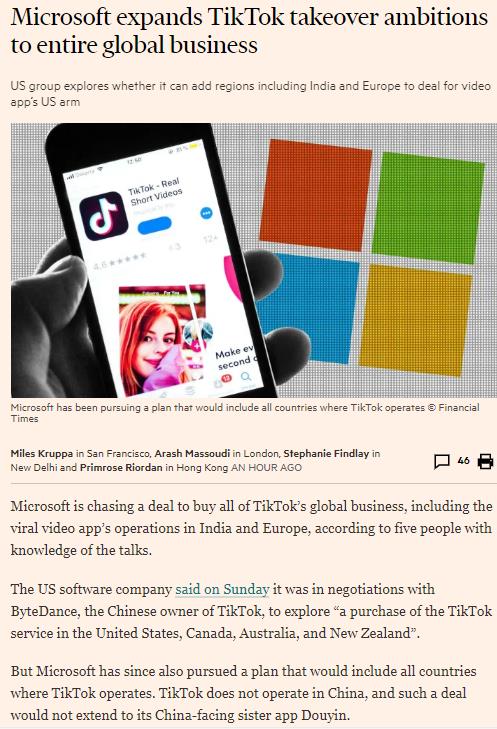 Microsoft expands TikTok takeover ambitions
to entire global business
US group explores whether it can add regions including India and Europe to deal for video
app's US arm
12:50
TikTok - Real
Short Videos
4.6 ★★★★★
#3
12+
Make ev
second c
Microsoft has been pursuing a plan that would include all countries where TikTok operates © Financial
Times
Miles Kruppa in San Francisco, Arash Massoudi in London, Stephanie Findlay in
New Delhi and Primrose Riordan in Hong Kong AN HOUR AGO
46
Microsoft is chasing a deal to buy all of TikTok's global business, including the
viral video app's operations in India and Europe, according to five people with
knowledge of the talks.
The US software company said on Sunday it was in negotiations with
ByteDance, the Chinese owner of TikTok, to explore “a purchase of the TikTok
service in the United States, Canada, Australia, and New Zealand”.
But Microsoft has since also pursued a plan that would include all countries
where TikTok operates. TikTok does not operate in China, and such a deal
would not extend to its China-facing sister app Douyin.